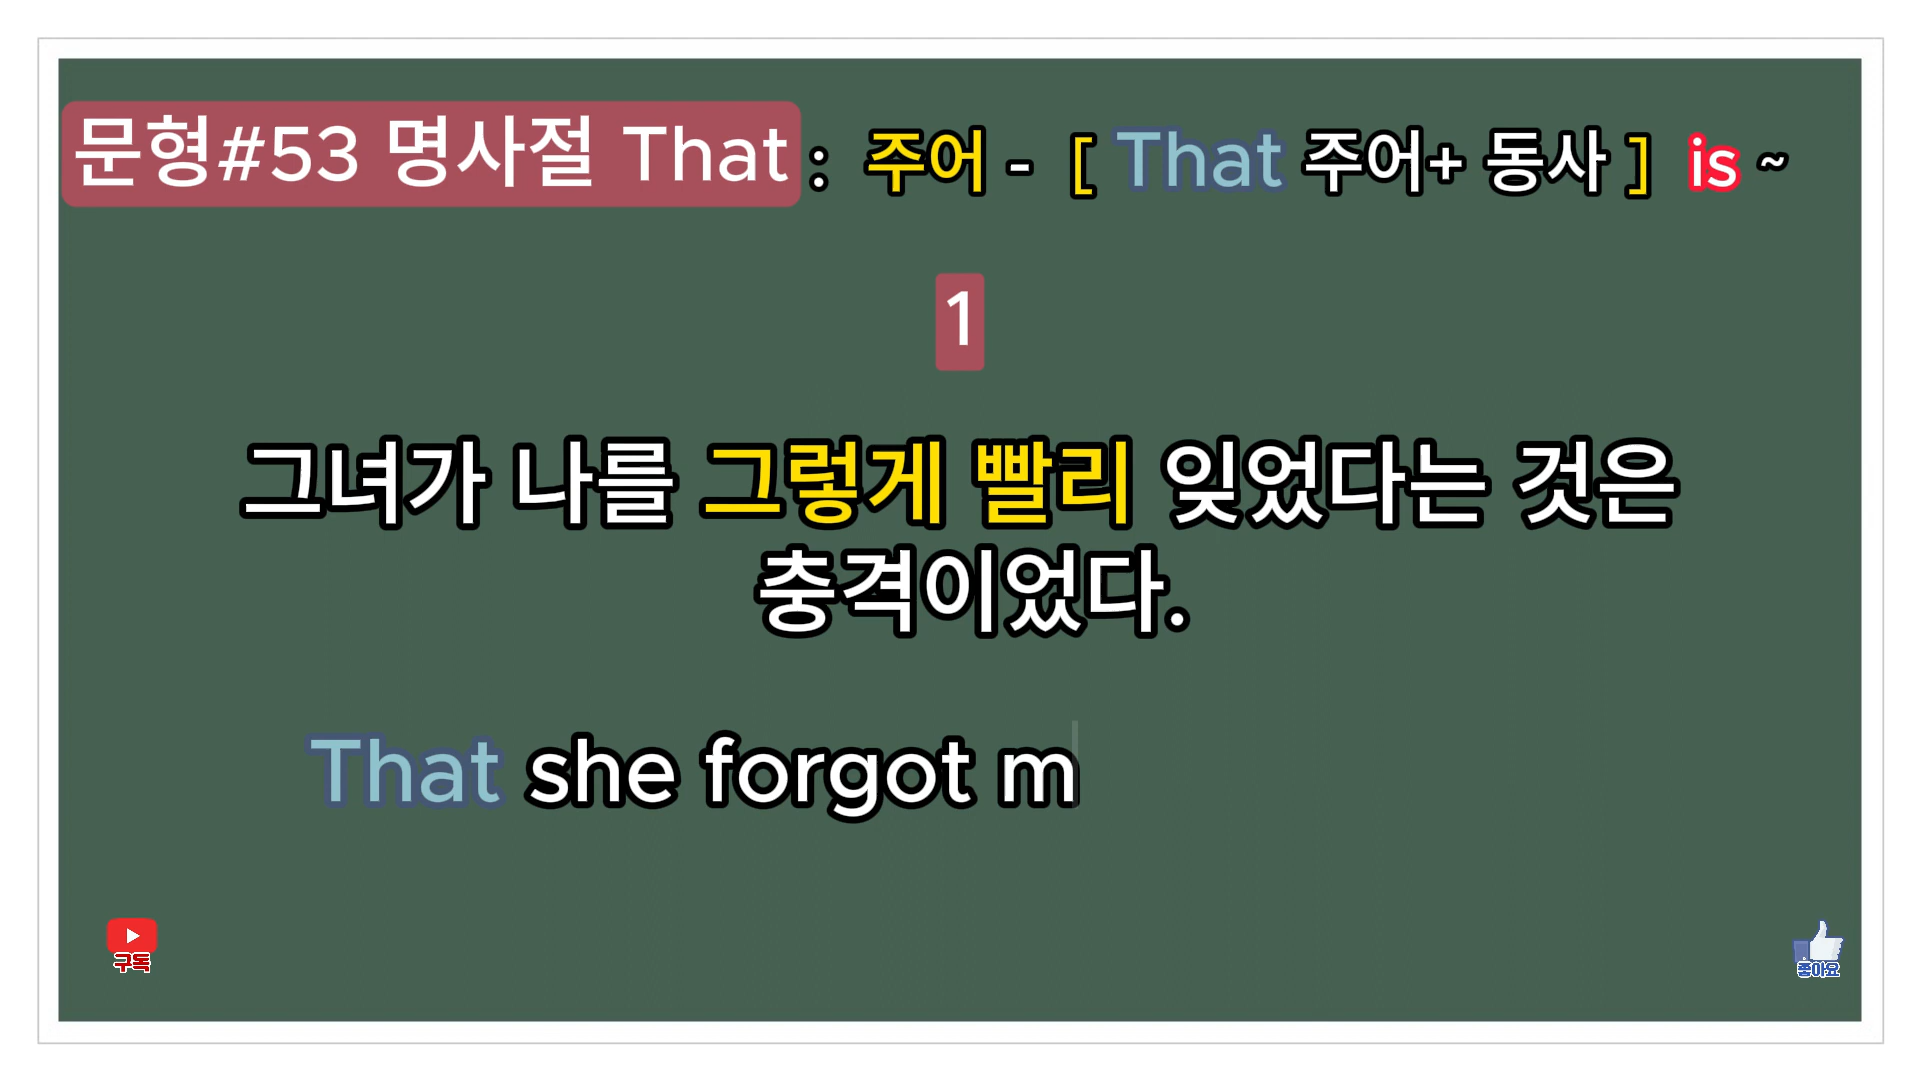 문형#53 명사절 That : 주어 - [ That 주어+ 동사 ] is ~
1
그녀가 나를 그렇게 빨리 잊었다는 것은
충격이었다.
That she forgot m
구독
좋아요